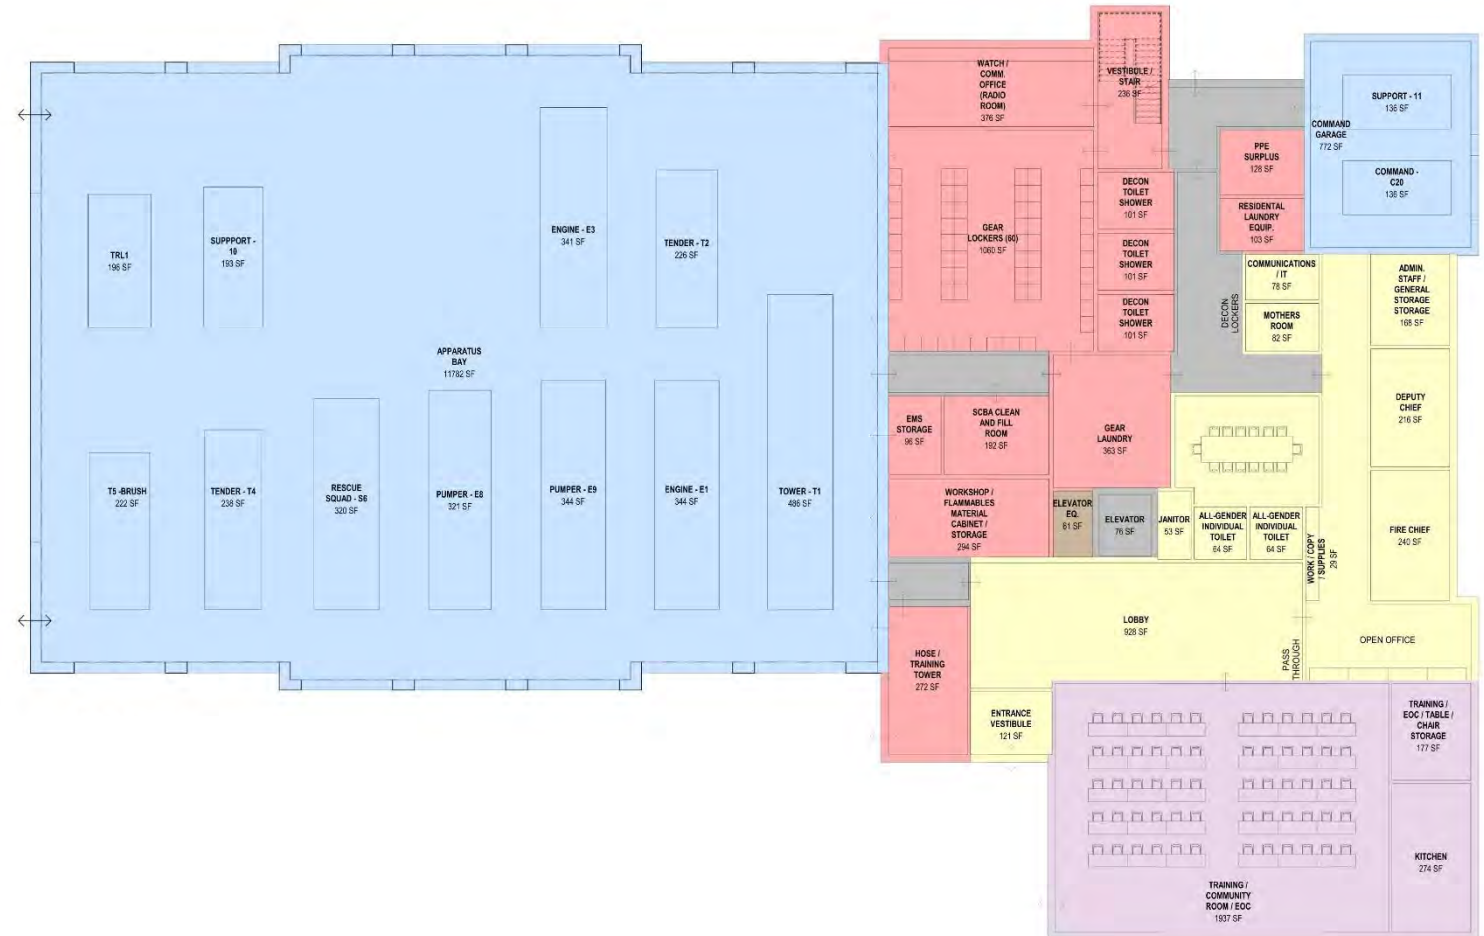 WATCH /
COMM.
OFFICE
(RADIO
ROOM)
376 SF
VESTIBULE /
STAIR
236 SF
SUPPORT - 11
136 SF
COMMAND
GARAGE
772 SF
COMMAND -
C20
136 SF
PPE
SURPLUS
128 SF
RESIDENTAL
LAUNDRY
EQUIP.
103 SF
DECON
TOILET
SHOWER
101 SF
DECON
TOILET
SHOWER
101 SF
DECON
TOILET
SHOWER
101 SF
GEAR
LOCKERS (60)
1060 SF
ENGINE - E3
341 SF
TENDER - T2
226 SF
SUPPPORT -
10
193 SF
TRL1
196 SF
APPARATUS
BAY
11782 SF
COMMUNICATIONS
/ IT
78 SF
MOTHERS
ROOM
82 SF
DECON
LOCKERS
ADMIN.
STAFF /
GENERAL
STORAGE
STORAGE
168 SF
DEPUTY
CHIEF
216 SF
EMS
STORAGE
96 SF
SCBA CLEAN
AND FILL
ROOM
192 SF
GEAR
LAUNDRY
363 SF
T5 -BRUSH
222 SF
TENDER - T4
238 SF
RESCUE
SQUAD - S6
320 SF
PUMPER - E8
321 SF
PUMPER - E9
344 SF
ENGINE - E1
344 SF
TOWER - T1
486 SF
WORKSHOP /
FLAMMABLES
MATERIAL
CABINET /
STORAGE
294 SF
ELEVATOR
EQ.
61 SF
ELEVATOR
76 SF
JANITOR
53 SF
ALL-GENDER
INDIVIDUAL
TOILET
64 SF
ALL-GENDER
INDIVIDUAL
TOILET
64 SF
WORK / COPY
/ SUPPLIES
29 SF
FIRE CHIEF
240 SF
LOBBY
928 SF
PASS
THROUGH
OPEN OFFICE
HOSE /
TRAINING
TOWER
272 SF
ENTRANCE
VESTIBULE
121 SF
TRAINING /
EOC / TABLE /
CHAIR
STORAGE
177 SF
KITCHEN
274 SF
TRAINING /
COMMUNITY
ROOM / EOC
1937 SF